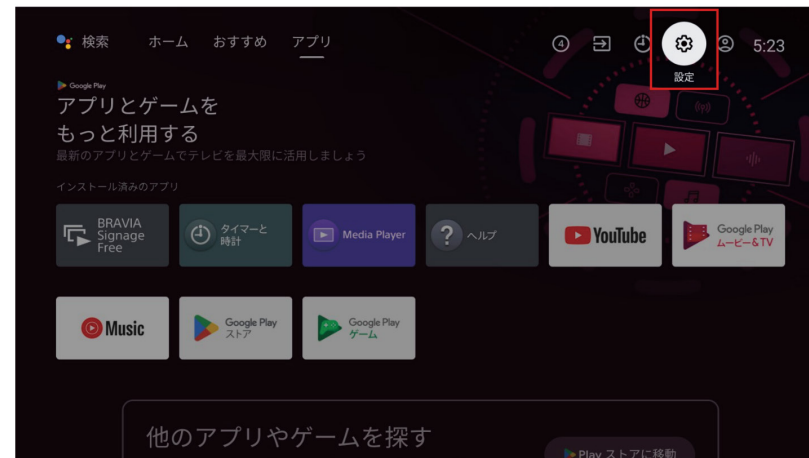 検索 ホーム おすすめ アプリ 4 5:23
設定
Google Play
アプリとゲームを
もっと利用する
最新のアプリとゲームでテレビを最大限に活用しましょう
インストール済みのアプリ
BRAVIA
Signage
Free
タイマーと
時計
Media Player
? ヘルプ
YouTube
Google Play
ムービー&TV
Music
Google Play
ストア
Google Play
ゲーム
他のアプリやゲームを探す
Play ストアに移動